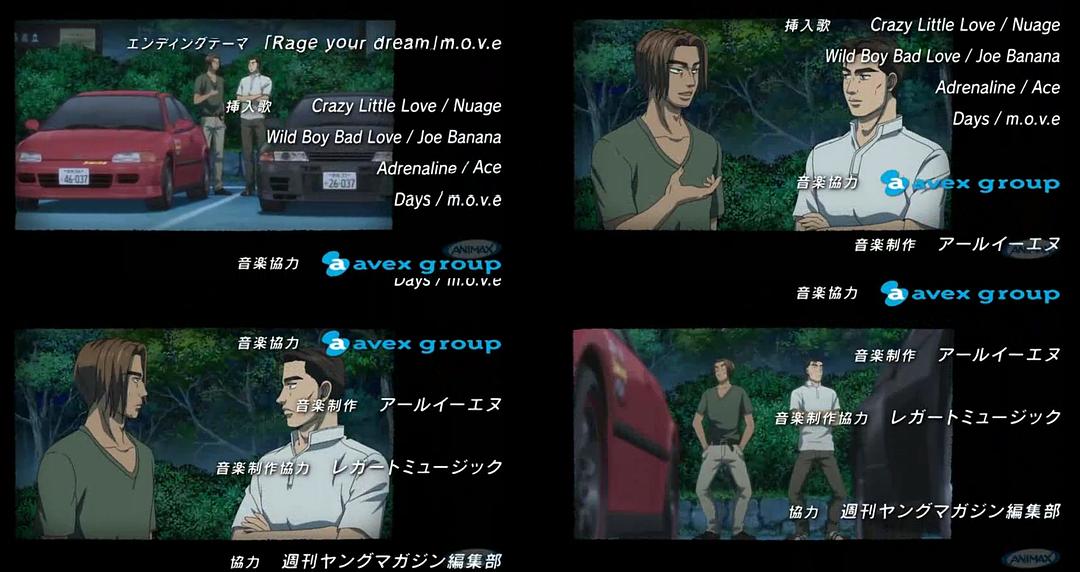 エンディングテーマ 「Rage your dream」m.o.v.e
挿入歌 Crazy Little Love / Nuage
Wild Boy Bad Love / Joe Banana
Adrenaline / Ace
Days / m.o.v.e
46-037
26-037
ANIMAX
音楽協力 a avex group
挿入歌 Crazy Little Love / Nuage
Wild Boy Bad Love / Joe Banana
Adrenaline / Ace
Days / m.o.v.e
音楽協力 a avex group
音楽制作 アールイーエヌ
ANIMAX
Days / m.o.v.e
音楽協力 a avex group
音楽制作 アールイーエヌ
音楽制作協力 レガートミュージック
協力 週刊ヤングマガジン編集部
音楽協力 a avex group
音楽制作 アールイーエヌ
音楽制作協力 レガートミュージック
協力 週刊ヤングマガジン編集部
ANIMAX